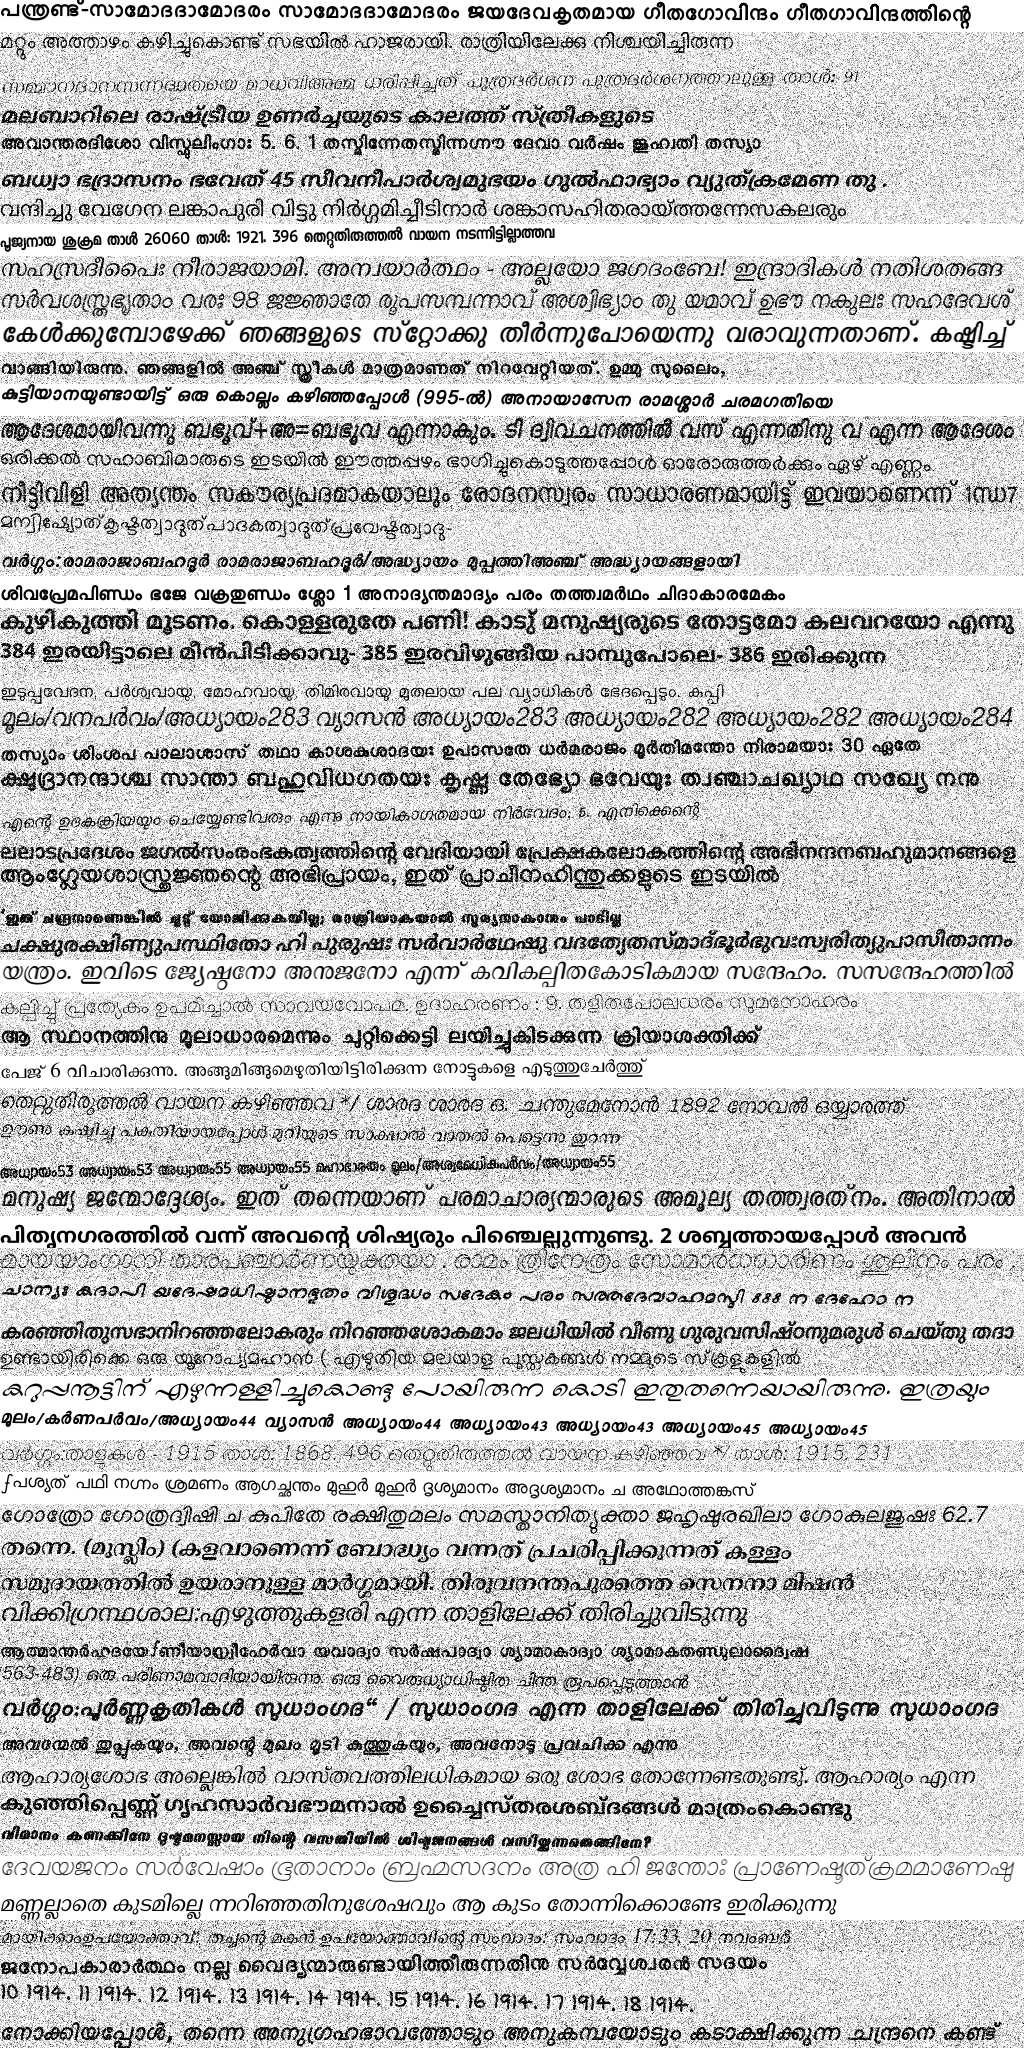 പന്ത്രണ്ട്-സാമോദദാമോദരം സാമോദദാമോദരം ജയദേവകൃതമായ ഗീതഗോവിന്ദം ഗീതഗാവിന്ദത്തിന്റെ
മറ്റും അത്താഴം കഴിച്ചുകൊണ്ട് സഭയിൽ ഹാജരായി. രാത്രിയിലേക്കു നിശ്ചയിച്ചിരുന്ന
മാധവിഅമ്മ ധരിപ്പിച്ചത് പുത്രദർശന പുത്രദർശനത്താലുള്ള താൾ: 91
മലബാറിലെ രാഷ്ട്രീയ ഉണർച്ചയുടെ കാലത്ത് സ്ത്രീകളുടെ
അവാന്തരദിശോ വിസ്ഫുലിംഗാഃ 5. 6. 1 തസ്മിന്നേതസ്മിന്നഗ്നൗ ദേവാ വർഷം ജുഹ്വതി തസ്യാ
ബധ്വാ ഭദ്രാസനം ഭവേത് 45 സീവനീപാർശ്വമുഭയം ഗുൽഫാഭ്യാം വ്യുത്ക്രമേണ തു .
വന്ദിച്ചു വേഗേന ലങ്കാപുരി വിട്ടു നിർഗ്ഗമിച്ചീടിനാർ ശങ്കാസഹിതരായ്ത്തന്നേസകലരും
പൂജ്യനായ ശുക്രമ താൾ 26060 താൾ: 1921. 396 തെറ്റുതിരുത്തൽ വായന നടന്നിട്ടില്ലാത്തവ
സഹസ്രദീപൈഃ നീരാജയാമി. അന്വയാർത്ഥം - അല്ലയോ ജഗദംബേ! ഇന്ദ്രാദികൾ നതിശതങ്ങ
സർവശസ്ത്രഭൃതാം വരഃ 98 ജജ്ഞാതേ രൂപസമ്പന്നാവ് അശ്വിഭ്യാം തു യമാവ് ഉഭൗ നകുലഃ സഹദേവശ്
കേൾക്കുമ്പോഴേക്ക് ഞങ്ങളുടെ സ്റ്റോക്കു തീർന്നുപോയെന്നു വരാവുന്നതാണ്. കഷ്ടിച്ച്
വാങ്ങിയിരുന്നു. ഞങ്ങളിൽ അഞ്ച് സ്ത്രീകൾ മാത്രമാണത് നിറവേറ്റിയത്. ഉമ്മു സുലൈം,
കുട്ടിയാനയുണ്ടായിട്ട് ഒരു കൊല്ലം കഴിഞ്ഞപ്പോൾ (995-ൽ) അനായാസേന രാമശ്ശാർ ചരമഗതിയെ
ആദേശമായിവന്നു ബഭൂവ്+അ=ബഭൂവ എന്നാകും. ടി ദ്വിവചനത്തിൽ വസ് എന്നതിനു വ എന്ന ആദേശം
ഒരിക്കൽ സഹാബിമാരുടെ ഇടയിൽ ഈത്തപ്പഴം ഭാഗിച്ചുകൊടുത്തപ്പോൾ ഓരോരുത്തർക്കും ഏഴ് എണ്ണം
നീട്ടിവിളി അത്യന്തം സകൗര്യപ്രദമാകയാലും രോദനസ്വരം സാധാരണമായിട്ട് ഇവയാണെന്ന് 1ന്ധ7
മന്വിഷ്യോത്കൃഷ്ടത്വാദുത്പാദകത്വാദുത്പ്രവേഷ്ടത്വാദു-
വർഗ്ഗം:രാമരാജാബഹദൂർ രാമരാജാബഹദൂർ/അദ്ധ്യായം മുപ്പത്തിഅഞ്ച് അദ്ധ്യായങ്ങളായി
ശിവപ്രേമപിണ്ഡം ഭജേ വക്രതുണ്ഡം ശ്ലോ 1 അനാദ്യന്തമാദ്യം പരം തത്ത്വമർഥം ചിദാകാരമേകം
കുഴികുത്തി മൂടണം. കൊള്ളരുതേ പണി! കാടു് മനുഷ്യരുടെ തോട്ടമോ കലവറയോ എന്നു
384 ഇരയിട്ടാലെ മീൻപിടിക്കാവു- 385 ഇരവിഴുങ്ങീയ പാമ്പുപോലെ- 386 ഇരിക്കുന്ന
ഇടുപ്പവേദന, പർശ്വവായു, മോഹവായു, തിമിരവായു മുതലായ പല വ്യാധികൾ ഭേദപ്പെടും. കുപ്പി
മൂലം/വനപർവം/അധ്യായം283 വ്യാസൻ അധ്യായം283 അധ്യായം282 അധ്യായം282 അധ്യായം284
തസ്യാം ശിംശപ പാലാശാസ് തഥാ കാശകുശാദയഃ ഉപാസതേ ധർമരാജം മൂർതിമന്തോ നിരാമയാഃ 30 ഏതേ
ക്ഷുദ്രാനന്ദാശ്ച സാന്താ ബഹുവിധഗതയഃ കൃഷ്ണ തേഭ്യോ ഭവേയുഃ ത്വഞ്ചാചഖ്യാഥ സഖ്യേ നനു
എന്റെ ഉദകക്രിയയും ചെയ്യേണ്ടിവരും എന്നു നായികാഗതമായ നിർവേദം; 5. എനിക്കെന്റെ
ലലാടപ്രദേശം ജഗൽസംരംഭകത്വത്തിന്റെ വേദിയായി പ്രേക്ഷകലോകത്തിന്റെ അഭിനന്ദനബഹുമാനങ്ങളെ
ആംഗ്ലേയശാസ്ത്രജ്ഞന്റെ അഭിപ്രായം, ഇത് പ്രാചീനഹിന്തുക്കളുടെ ഇടയിൽ
'ഇത് ചന്ദ്രനാണെങ്കിൽ ചൂട്ട് യോജിക്കുകയില്ല; രാത്രിയാകയാൽ സൂര്യനാകാനും പാടില്ല
ചക്ഷുരക്ഷിണ്യുപസ്ഥിതോ ഹി പുരുഷഃ സർവാർഥേഷു വദത്യേതസ്മാദ്ഭൂർഭുവഃസ്വരിത്യുപാസീതാന്നം
യന്ത്രം. ഇവിടെ ജ്യേഷ്ഠനോ അനുജനോ എന്ന് കവികല്പിതകോടികമായ സന്ദേഹം. സസന്ദേഹത്തിൽ
കല്പിച്ച് പ്രത്യേകം ഉപമിച്ചാൽ സാവയവോപമ. ഉദാഹരണം : 9. തളിരുപോലധരം സുമനോഹരം
ആ സ്ഥാനത്തിനു മൂലാധാരമെന്നും ചുറ്റിക്കെട്ടി ലയിച്ചുകിടക്കുന്ന ക്രിയാശക്തിക്ക്
പേജ് 6 വിചാരിക്കുന്നു. അങ്ങുമിങ്ങുമെഴുതിയിട്ടിരിക്കുന്ന നോട്ടുകളെ എടുത്തുചേർത്തു്
തെറ്റുതിരുത്തൽ വായന കഴിഞ്ഞവ */ ശാരദ ശാരദ ഒ. ചന്തുമേനോൻ 1892 നോവൽ ഒയ്യാരത്ത്
ഊണു കഷ്ടിച്ചു പകുതിയായപ്പോൾ മുറിയുടെ സാക്ഷാൽ വാതൽ പെട്ടെന്നു തുറന്നു
അധ്യായം53 അധ്യായം53 അധ്യായം55 അധ്യായം55 മഹാഭാരതം മൂലം/അശ്വമേധികപർവം/അധ്യായം55
മനുഷ്യ ജന്മോദ്ദേശ്യം. ഇത് തന്നെയാണ് പരമാചാര്യന്മാരുടെ അമൂല്യ തത്ത്വരത്നം. അതിനാൽ
പിതൃനഗരത്തിൽ വന്ന് അവന്റെ ശിഷ്യരും പിഞ്ചെല്ലുന്നുണ്ടു. 2 ശബ്ബത്തായപ്പോൾ അവൻ
മായയാംഗാനി താരപഞ്ചാർണയുക്തയാ . രാമം ത്രിനേത്രം സോമാർധധാരിണം ശൂലിനം പരം .
ചാന്യഃ കദാപി ഖദേഷമധിഷ്ഠാനഭൂതം വിശുദ്ധം സദേകം പരം സത്തദേവാഹമസ്മി 888 ന ദേഹോ ന
കരഞ്ഞിതുസഭാനിറഞ്ഞലോകരും നിറഞ്ഞശോകമാം ജലധിയിൽ വീണു ഗുരുവസിഷ്ഠനുമരുൾ ചെയ്തു തദാ
ഉണ്ടായിരിക്കെ ഒരു യൂറോപ്യമഹാൻ ( എഴുതിയ മലയാള പുസ്തകങ്ങൾ നമ്മുടെ സ്കൂളുകളിൽ
കറുപ്പനൂട്ടിന് എഴുന്നള്ളിച്ചുകൊണ്ടു പോയിരുന്ന കൊടി ഇതുതന്നെയായിരുന്നു. ഇത്രയും
മൂലം/കർണപർവം/അധ്യായം44 വ്യാസൻ അധ്യായം44 അധ്യായം43 അധ്യായം43 അധ്യായം45 അധ്യായം45
വർഗ്ഗം:താളുകൾ - 1915 താൾ: 1868. 496 തെറ്റുതിരുത്തൽ വായന കഴിഞ്ഞവ */ താൾ: 1915. 231
ƒപശ്യത് പഥി നഗ്നം ശ്രമണം ആഗച്ഛന്തം മുഹുർ മുഹുർ ദൃശ്യമാനം അദൃശ്യമാനം ച അഥോത്തങ്കസ്
ഗോത്രോ ഗോത്രദ്വിഷി ച കുപിതേ രക്ഷിതുമലം സമസ്താനിത്യുക്താ ജഹൃഷുരഖിലാ ഗോകുലജുഷഃ 62.7
തന്നെ. (മുസ്ലിം) (കളവാണെന്ന് ബോദ്ധ്യം വന്നത് പ്രചരിപ്പിക്കുന്നത് കള്ളം
സമുദായത്തിൽ ഉയരാനുള്ള മാർഗ്ഗമായി. തിരുവനന്തപുരത്തെ സെനനാ മിഷൻ
വിക്കിഗ്രന്ഥശാല:എഴുത്തുകളരി എന്ന താളിലേക്ക് തിരിച്ചുവിടുന്നു
ആത്മാന്തർഹൃദയേƒണീയാന്വ്രീഹേർവാ യവാദ്വാ സർഷപാദ്വാ ശ്യാമാകാദ്വാ ശ്യാമാകതണ്ഡുലാദ്വൈഷ
(563-483) ഒരു പരിണാമവാദിയായിരുന്നു. ഒരു വൈരുധ്യാധിഷ്ഠിത ചിന്ത രൂപപ്പെടുത്താൻ
വർഗ്ഗം:പൂർണ്ണകൃതികൾ സുധാംഗദ“ / സുധാംഗദ എന്ന താളിലേക്ക് തിരിച്ചുവിടുന്നു സുധാംഗദ
അവന്മേൽ തുപ്പുകയും, അവന്റെ മുഖം മൂടി കുത്തുകയും, അവനോടു പ്രവചിക്ക എന്നു
ആഹാര്യശോഭ അല്ലെങ്കിൽ വാസ്തവത്തിലധികമായ ഒരു ശോഭ തോന്നേണ്ടതുണ്ടു്. ആഹാര്യം എന്ന
കുഞ്ഞിപ്പെണ്ണ് ഗൃഹസാർവഭൗമനാൽ ഉച്ചൈസ്തരശബ്ദങ്ങൾ മാത്രംകൊണ്ടു
വിമാനം കണക്കിനേ ദൃഷ്ടമനസ്സായ നിന്റെ വസതിയിൽ ശിഷ്ടജനങ്ങൾ വസിയ്ക്കുന്നതെങ്ങിനേ?
ദേവയജനം സർവേഷാം ഭൂതാനാം ബ്രഹ്മസദനം അത്ര ഹി ജന്തോഃ പ്രാണേഷൂത്ക്രമമാണേഷു
മണ്ണല്ലാതെ കുടമില്ലെ ന്നറിഞ്ഞതിനുശേഷവും ആ കുടം തോന്നിക്കൊണ്ടേ ഇരിക്കുന്നു
തച്ചന്റെ മകൻ ഉപയോക്താവിന്റെ സംവാദം: സംവാദം 17:33, 20 നവംബർ
ജനോപകാരാർത്ഥം നല്ല വൈദ്യന്മാരുണ്ടായിത്തീരുന്നതിനു സർവ്വേശ്വരൻ സദയം
10 1914. 11 1914. 12 1914. 13 1914. 14 1914. 15 1914. 16 1914. 17 1914. 18 1914.
നോക്കിയപ്പോൾ, തന്നെ അനുഗ്രഹഭാവത്തോടും അനുകമ്പയോടും കടാക്ഷിക്കുന്ന ചന്ദ്രനെ കണ്ട്